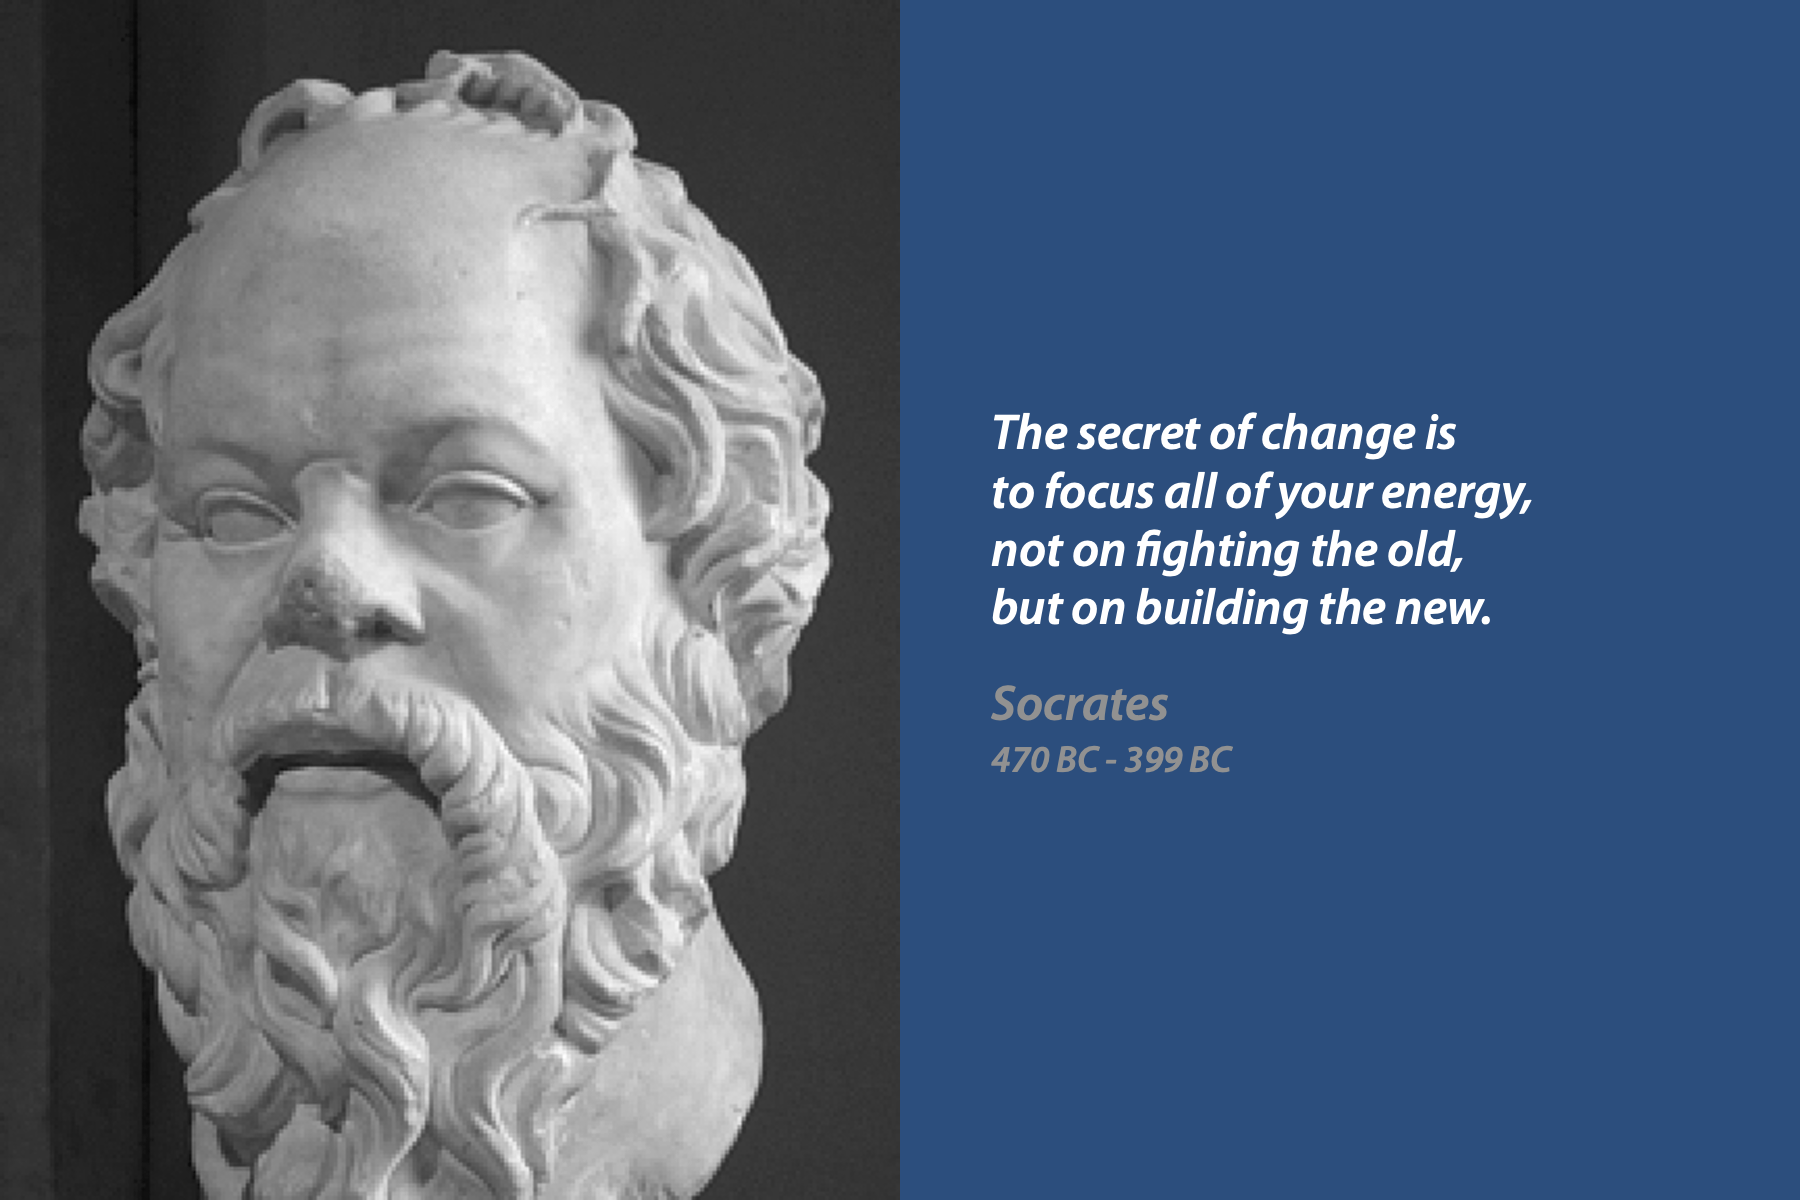 The secret of change is
to focus all of your energy,
not on fighting the old,
but on building the new.
Socrates
470 BC - 399 BC